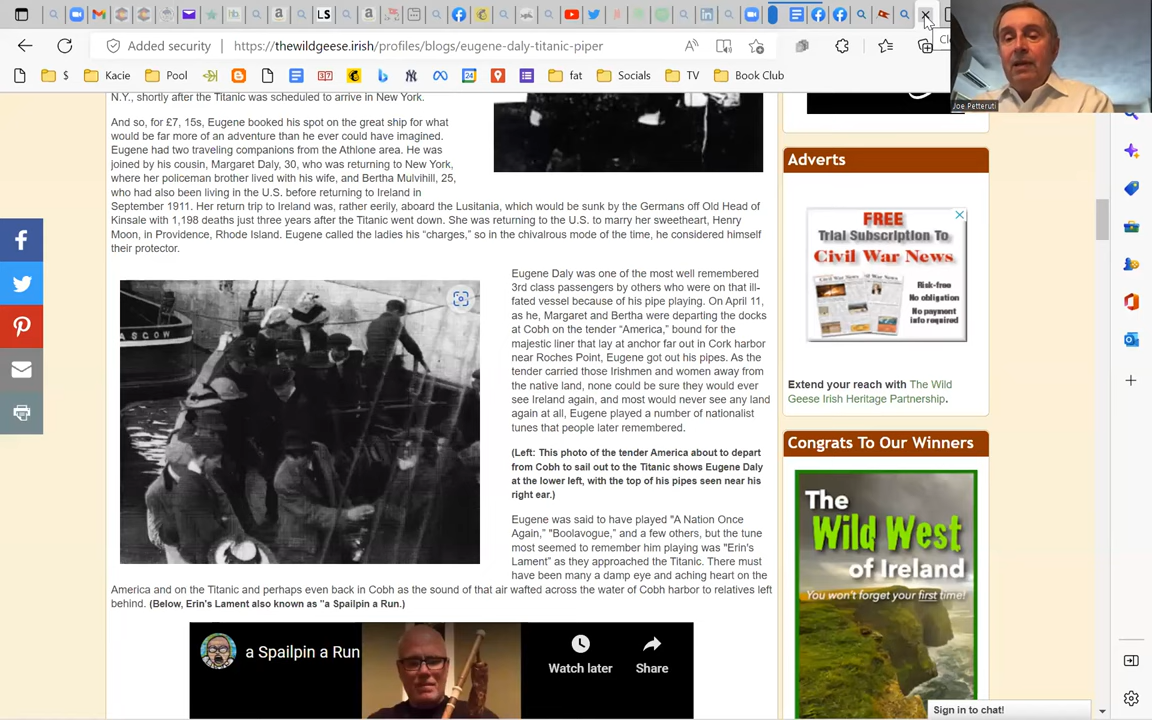 Added security
https://thewildgeese.irish/profiles/blogs/eugene-daly-titanic-piper
$
Kacie
Pool
fat
Socials
TV
Book Club
Joe Petteruti
N.Y., shortly after the Titanic was scheduled to arrive in New York.
And so, for £7, 15s, Eugene booked his spot on the great ship for what
would be far more of an adventure than he ever could have imagined.
Eugene had two traveling companions from the Athlone area. He was
joined by his cousin, Margaret Daly, 30, who was returning to New York,
where her policeman brother lived with his wife, and Bertha Mulvihill, 25,
who had also been living in the U.S. before returning to Ireland in
September 1911. Her return trip to Ireland was, rather eerily, aboard the Lusitania, which would be sunk by the Germans off Old Head of
Kinsale with 1,198 deaths just three years after the Titanic went down. She was returning to the U.S. to marry her sweetheart, Henry
Moon, in Providence, Rhode Island. Eugene called the ladies his “charges,” so in the chivalrous mode of the time, he considered himself
their protector.
GLASCOW
Eugene Daly was one of the most well remembered
3rd class passengers by others who were on that ill-
fated vessel because of his pipe playing. On April 11,
as he, Margaret and Bertha were departing the docks
at Cobh on the tender “America,” bound for the
majestic liner that lay at anchor far out in Cork harbor
near Roches Point, Eugene got out his pipes. As the
tender carried those Irishmen and women away from
the native land, none could be sure they would ever
see Ireland again, and most would never see any land
again at all, Eugene played a number of nationalist
tunes that people later remembered.
(Left: This photo of the tender America about to depart
from Cobh to sail out to the Titanic shows Eugene Daly
at the lower left, with the top of his pipes seen near his
right ear.)
Eugene was said to have played "A Nation Once
Again,” "Boolavogue,” and a few others, but the tune
most seemed to remember him playing was "Erin's
Lament” as they approached the Titanic. There must
have been many a damp eye and aching heart on the
America and on the Titanic and perhaps even back in Cobh as the sound of that air wafted across the water of Cobh harbor to relatives left
behind. (Below, Erin's Lament also known as "a Spailpin a Run.)
a Spailpin a Run
Watch later
Share
Adverts
FREE
Trial Subscription To
Civil War News
Risk-free
No obligation
No payment
info required
Extend your reach with The Wild
Geese Irish Heritage Partnership.
Congrats To Our Winners
The
Wild West
of Ireland
You won't forget your first time!
Sign in to chat!